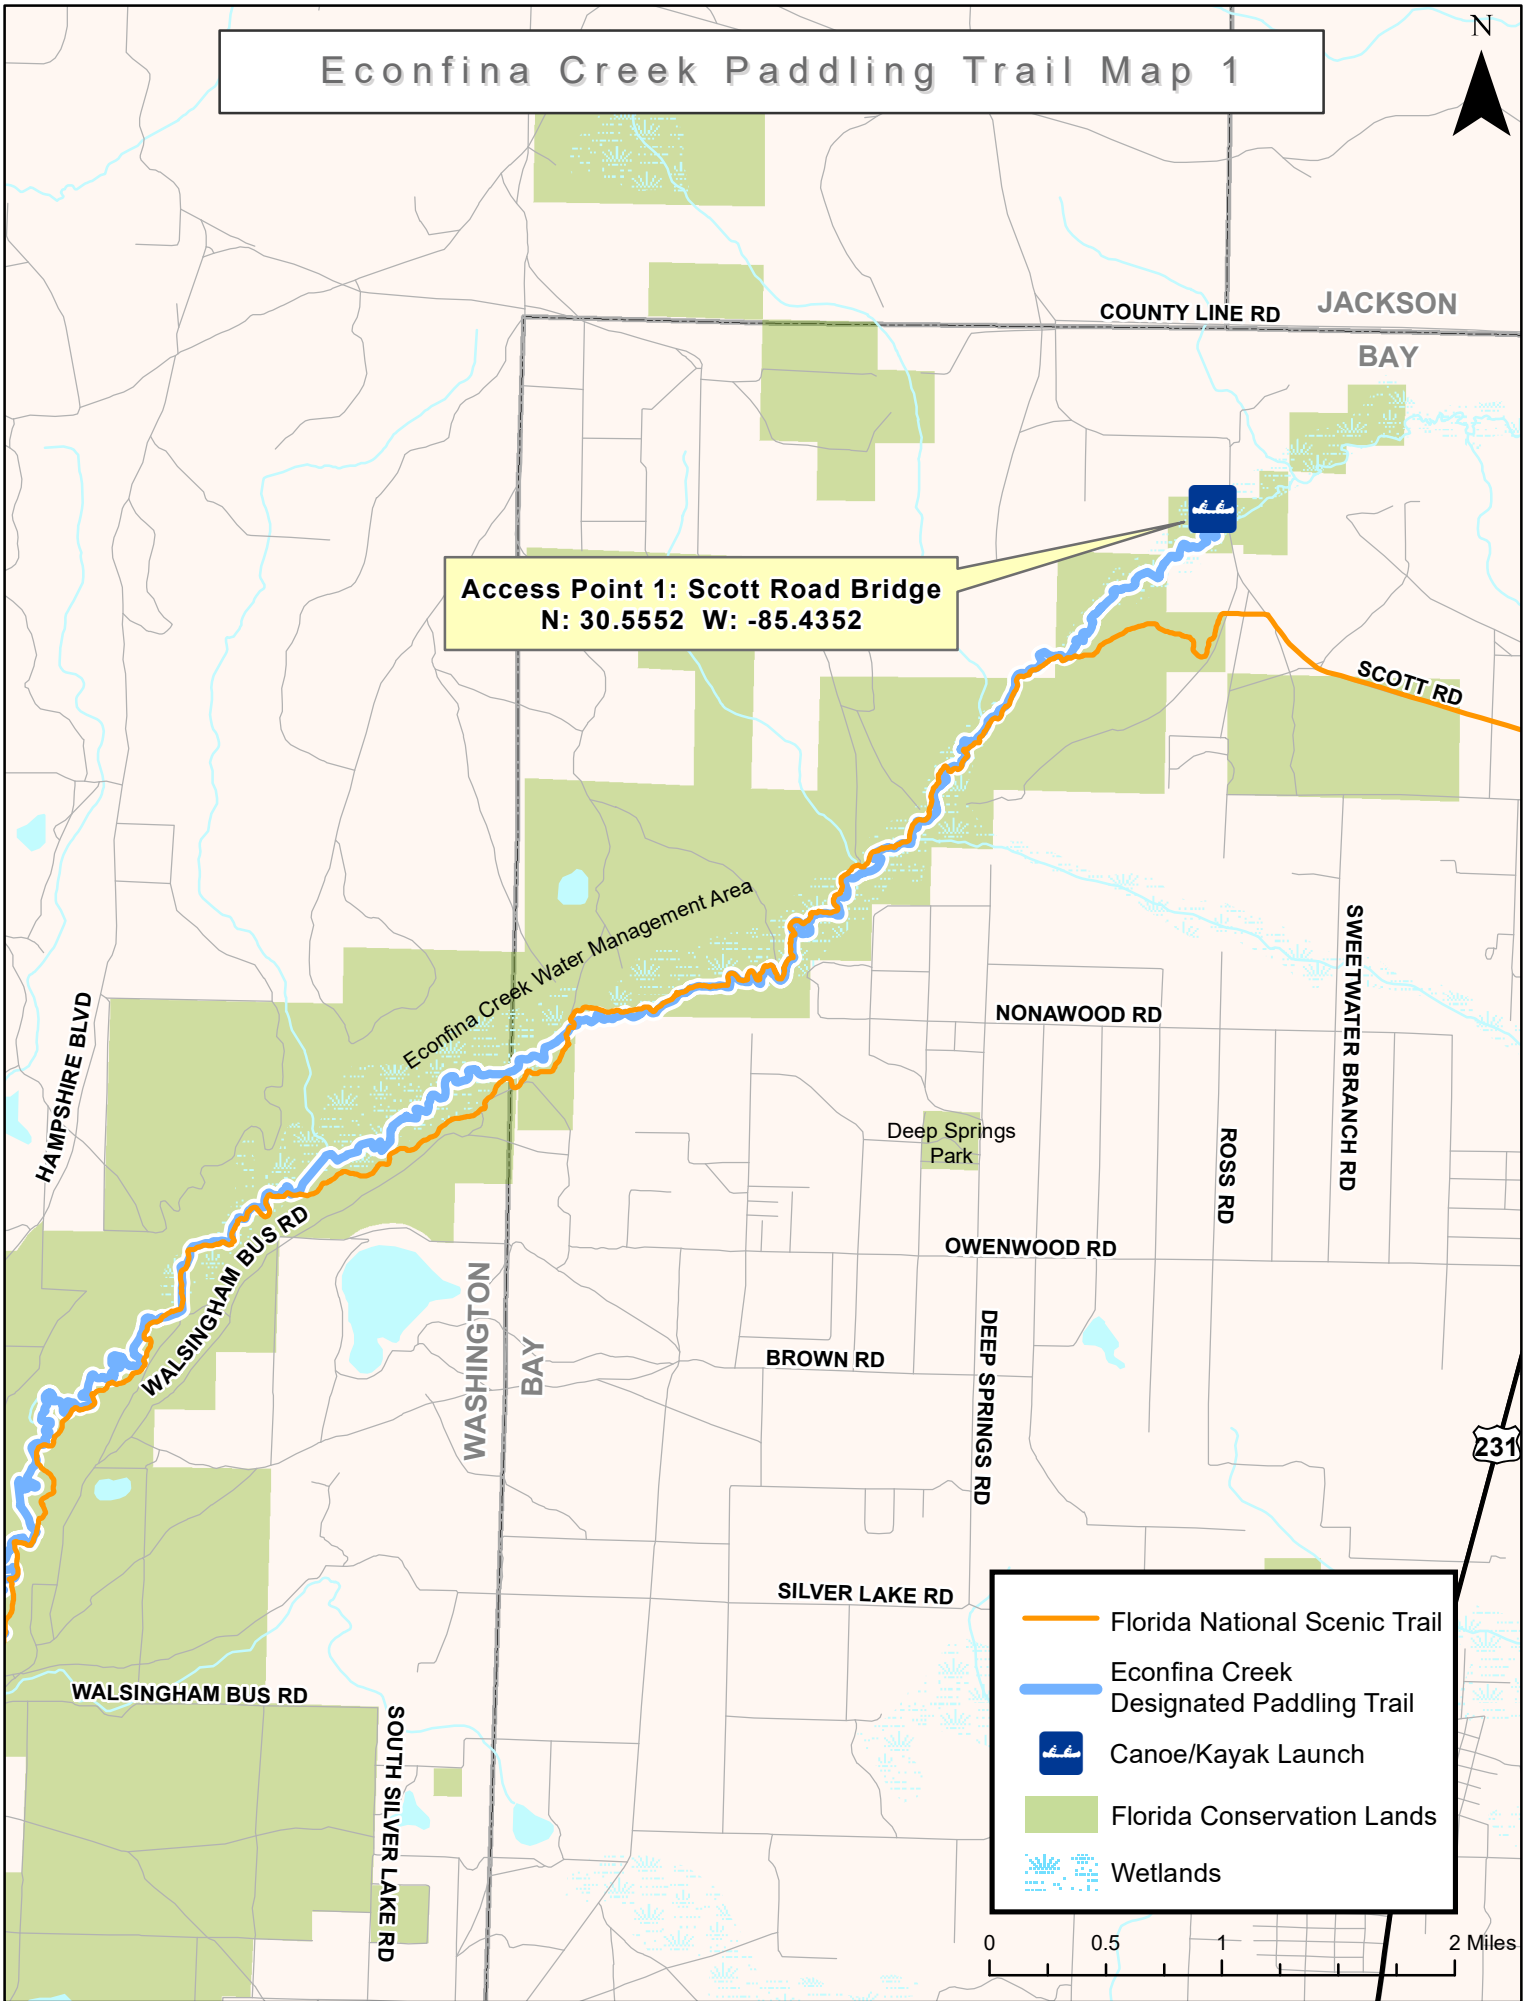 Econfina Creek Paddling Trail Map 1
N
COUNTY LINE RD
JACKSON
BAY
Access Point 1: Scott Road Bridge
N: 30.5552 W: -85.4352
SCOTT RD
Econfina Creek Water Management Area
SWEETWATER BRANCH RD
HAMPSHIRE BLVD
NONAWOOD RD
Deep Springs
Park
ROSS RD
WALSINGHAM BUS RD
OWENWOOD RD
WASHINGTON
BAY
DEEP SPRINGS RD
BROWN RD
231
SILVER LAKE RD
WALSINGHAM BUS RD
SOUTH SILVER LAKE RD
Florida National Scenic Trail
Econfina Creek
Designated Paddling Trail
Canoe/Kayak Launch
Florida Conservation Lands
Wetlands
0 0.5 1 2 Miles